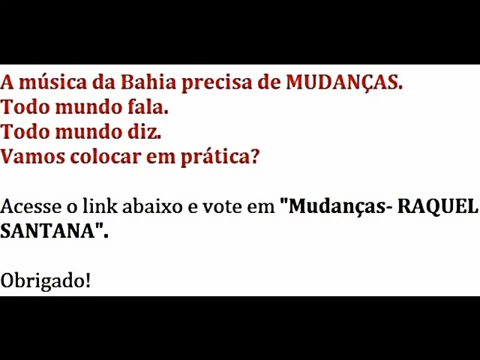 A música da Bahia precisa de MUDANÇAS.
Todo mundo fala.
Todo mundo diz.
Vamos colocar em prática?
Acesse o link abaixo e vote em "Mudanças- RAQUEL
SANTANA".
Obrigado!